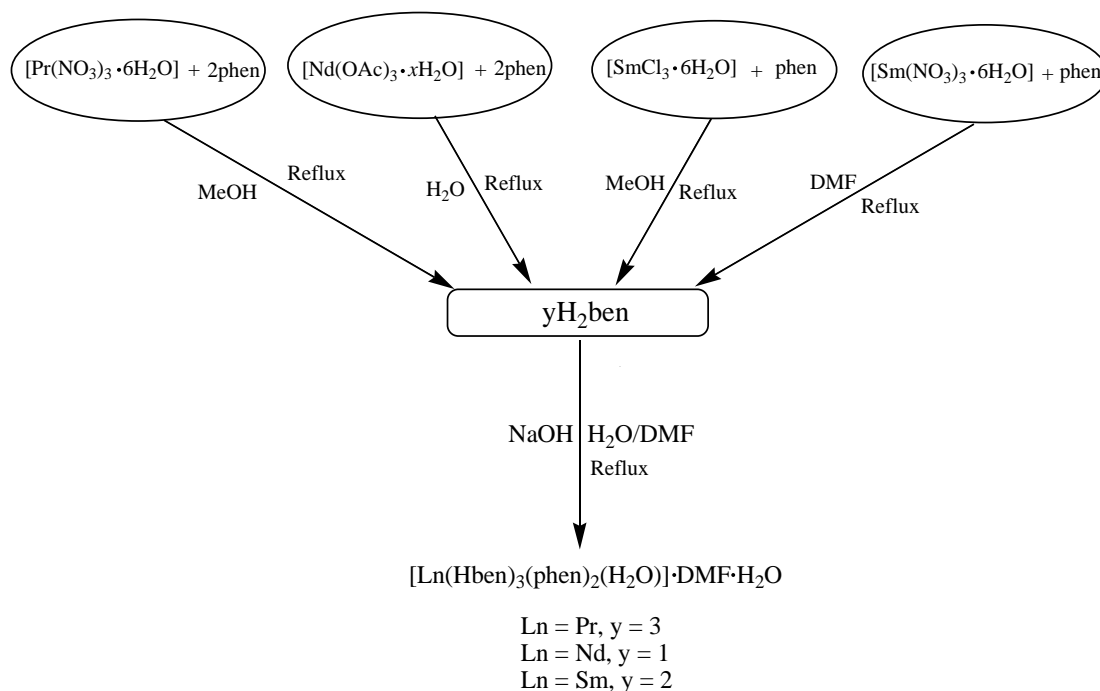 [Pr(NO₃)₃·6H₂O] + 2phen
[Nd(OAc)₃·xH₂O] + 2phen
[SmCl₃·6H₂O] + phen
[Sm(NO₃)₃·6H₂O] + phen
MeOH
Reflux
H₂O
Reflux
MeOH
Reflux
DMF
Reflux
yH₂ben
NaOH
H₂O/DMF
Reflux
[Ln(Hben)₃(phen)₂(H₂O)]·DMF·H₂O
Ln = Pr, y = 3
Ln = Nd, y = 1
Ln = Sm, y = 2